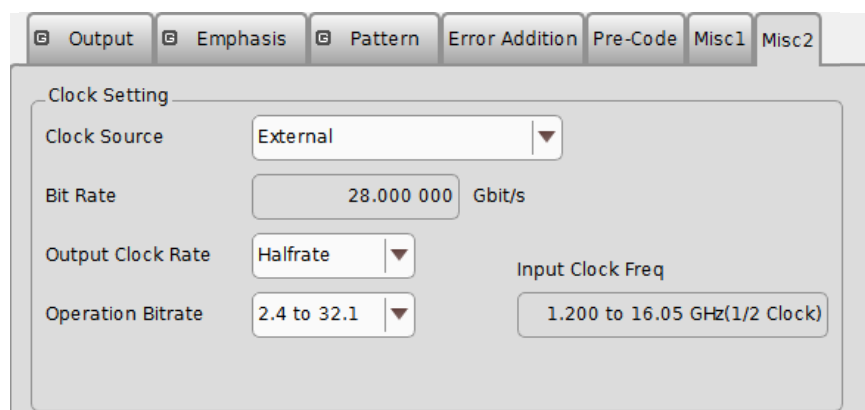 G Output G Emphasis G Pattern Error Addition Pre-Code Misc1 Misc2
Clock Setting
Clock Source External
Bit Rate 28.000 000 Gbit/s
Output Clock Rate Halfrate
Input Clock Freq
Operation Bitrate 2.4 to 32.1 1.200 to 16.05 GHz(1/2 Clock)